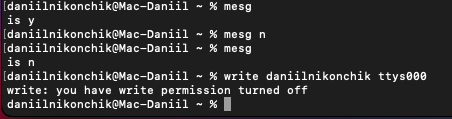 [daniilnikonchik@Mac-Daniil ~ % mesg
is y
[daniilnikonchik@Mac-Daniil ~ % mesg n
[daniilnikonchik@Mac-Daniil ~ % mesg
is n
[daniilnikonchik@Mac-Daniil ~ % write daniilnikonchik ttys000
write: you have write permission turned off
daniilnikonchik@Mac-Daniil ~ %